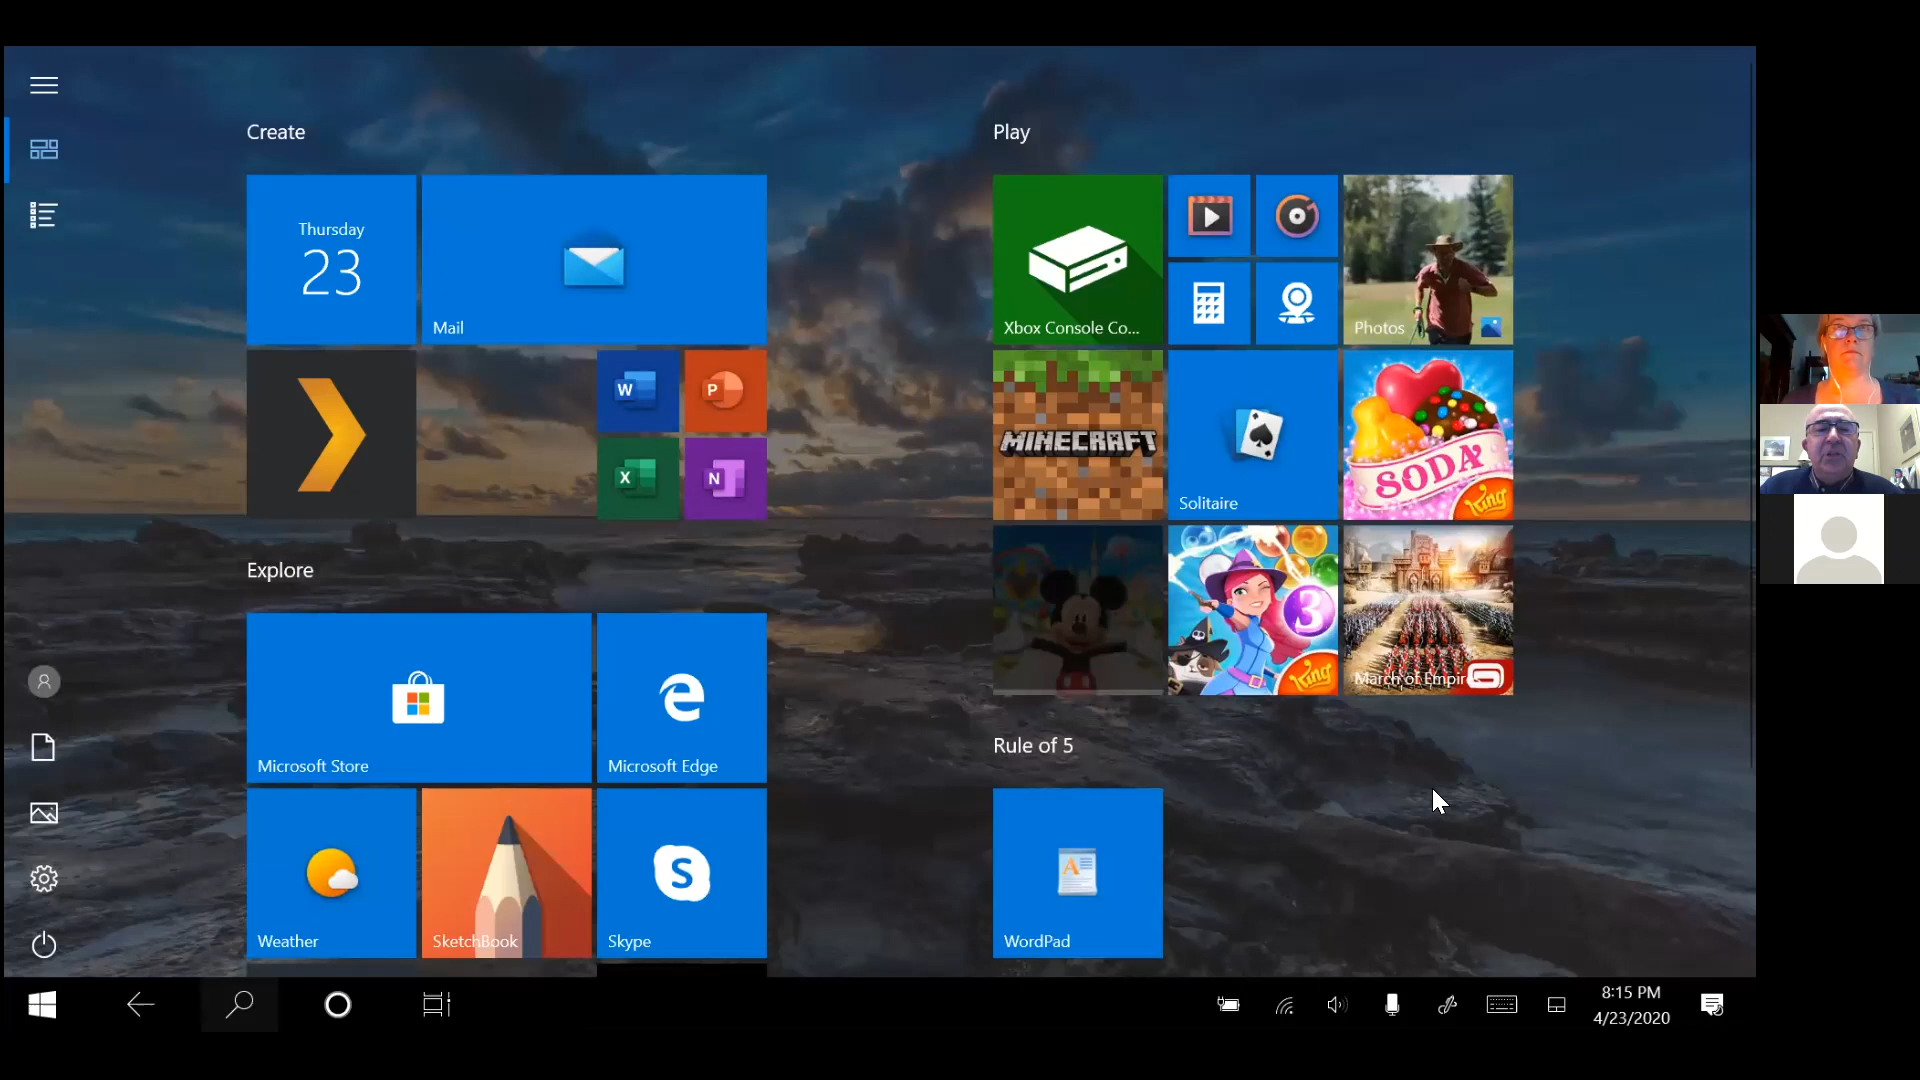 Create
Thursday
23
Mail
W
P
X
N
Explore
Microsoft Store
Microsoft Edge
Weather
SketchBook
S
Skype
Play
Xbox Console Co...
Photos
MINECRAFT
Solitaire
SODA
King
3
King
March of Empir
Rule of 5
A
WordPad
8:15 PM
4/23/2020